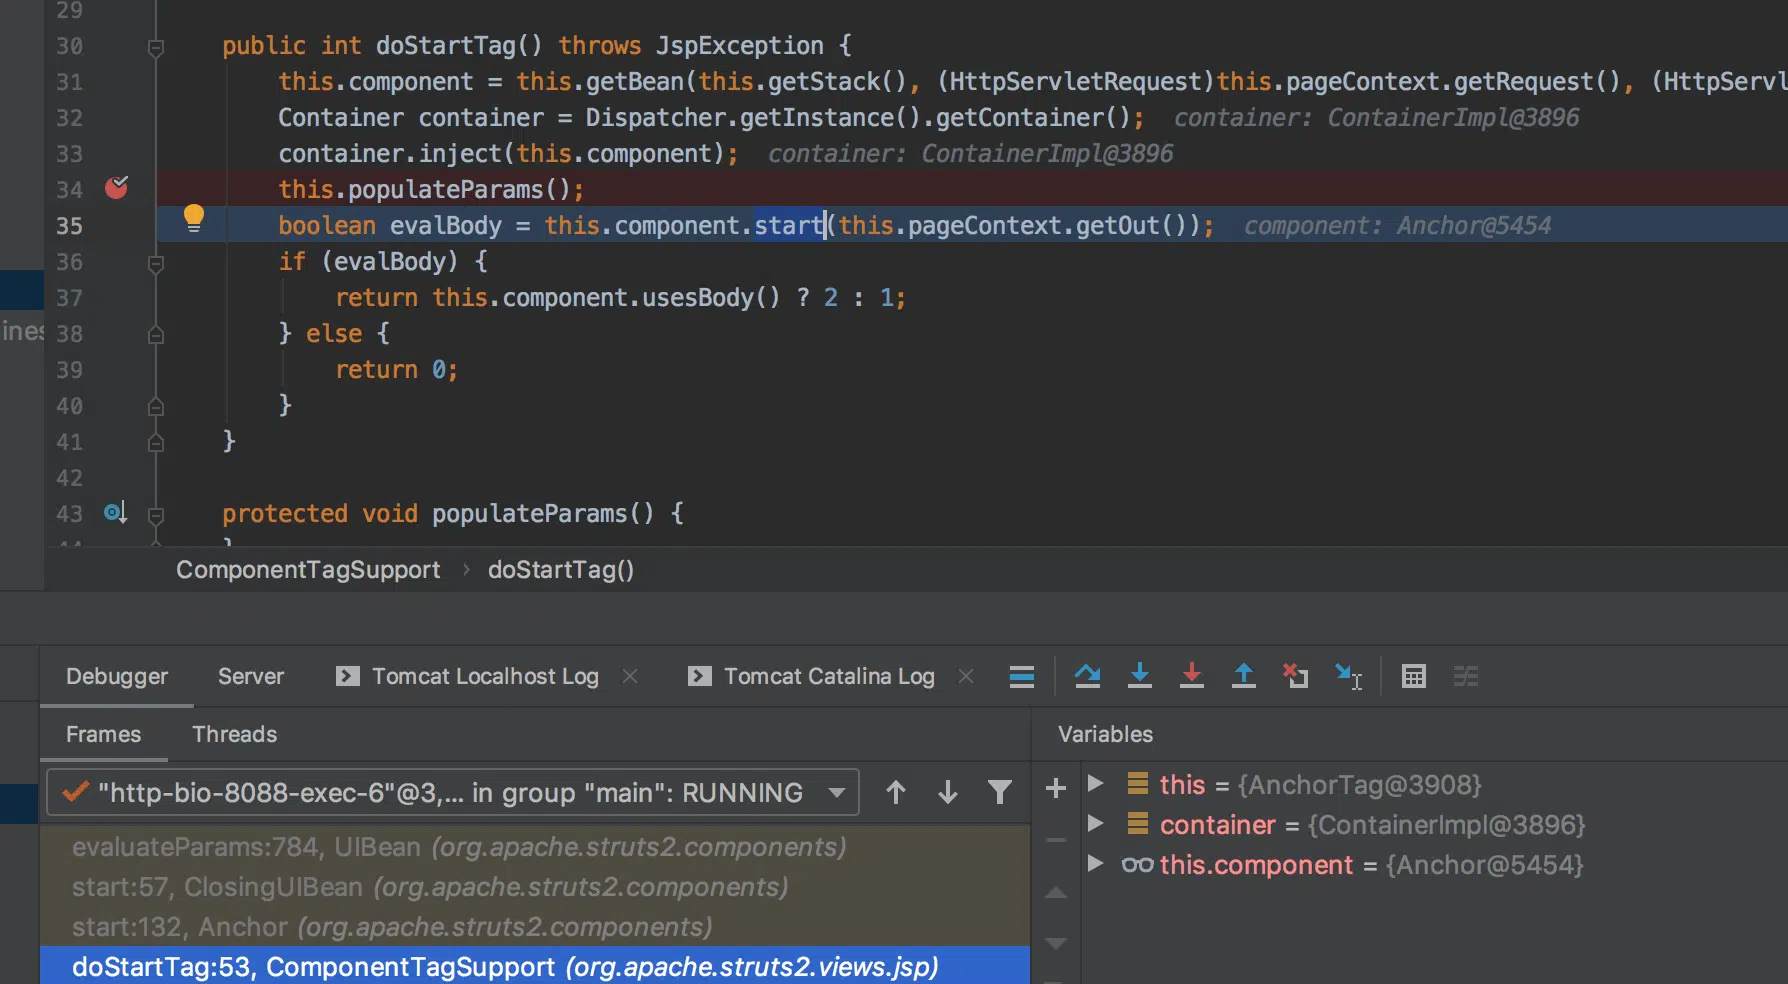 29
30 public int doStartTag() throws JspException {
31 this.component = this.getBean(this.getStack(), (HttpServletRequest)this.pageContext.getRequest(), (HttpServl
32 Container container = Dispatcher.getInstance().getContainer(); container: ContainerImpl@3896
33 container.inject(this.component); container: ContainerImpl@3896
34 this.populateParams();
35 boolean evalBody = this.component.start(this.pageContext.getOut()); component: Anchor@5454
36 if (evalBody) {
37 return this.component.usesBody() ? 2 : 1;
ines
38 } else {
39 return 0;
40 }
41 }
42
43 protected void populateParams() {
44 }
ComponentTagSupport › doStartTag()
Debugger Server Tomcat Localhost Log × Tomcat Catalina Log ×
Frames Threads Variables
"http-bio-8088-exec-6"@3,... in group "main": RUNNING
this = {AnchorTag@3908}
container = {ContainerImpl@3896}
this.component = {Anchor@5454}
evaluateParams:784, UIBean (org.apache.struts2.components)
start:57, ClosingUIBean (org.apache.struts2.components)
start:132, Anchor (org.apache.struts2.components)
doStartTag:53, ComponentTagSupport (org.apache.struts2.views.jsp)